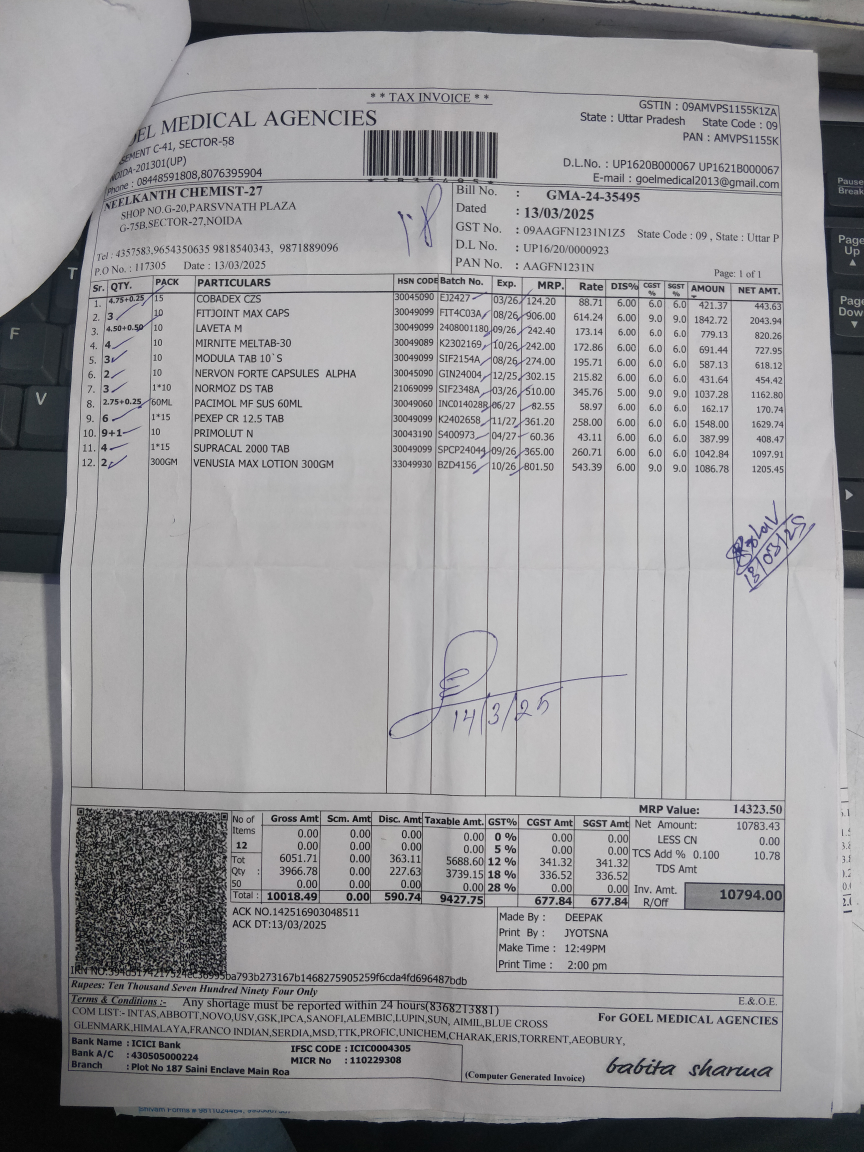 * * TAX INVOICE * *
GSTIN : 09AMVPS1155K1ZA
State : Uttar Pradesh State Code : 09
PAN : AMVPS1155K
OEL MEDICAL AGENCIES
SEMENT C-41, SECTOR-58
NOIDA-201301(UP)
Phone : 08448591808,8076395904
D.L.No. : UP1620B000067 UP1621B000067
E-mail : goelmedical2013@gmail.com
NEELKANTH CHEMIST-27
SHOP NO.G-20,PARSVNATH PLAZA
G-75B,SECTOR-27,NOIDA
Tel : 4357583,9654350635 9818540343, 9871889096
P.O No. : 117305 Date : 13/03/2025
Bill No. : GMA-24-35495
Dated : 13/03/2025
GST No. : 09AAGFN1231N1Z5 State Code : 09 , State : Uttar P
D.L No. : UP16/20/0000923
PAN No. : AAGFN1231N
Page: 1 of 1
Sr. QTY. PACK PARTICULARS HSN CODE Batch No. Exp. MRP. Rate DIS% CGST % SGST % AMOUN NET AMT.
1. 4.75+0.25 15 COBADEX CZS 30045090 EJ2427 03/26 124.20 88.71 6.00 6.0 6.0 421.37 443.63
2. 3 10 FITJOINT MAX CAPS 30049099 FIT4C03A 08/26 906.00 614.24 6.00 9.0 9.0 1842.72 2043.94
3. 4.50+0.50 10 LAVETA M 30049099 2408001180 09/26 242.40 173.14 6.00 6.0 6.0 779.13 820.26
4. 4 10 MIRNITE MELTAB-30 30049089 K2302169 10/26 242.00 172.86 6.00 6.0 6.0 691.44 727.95
5. 3 10 MODULA TAB 10`S 30049099 SIF2154A 08/26 274.00 195.71 6.00 6.0 6.0 587.13 618.12
6. 2 10 NERVON FORTE CAPSULES ALPHA 30045090 GIN24004 12/25 302.15 215.82 6.00 6.0 6.0 431.64 454.42
7. 3 1*10 NORMOZ DS TAB 21069099 SIF2348A 03/26 510.00 345.76 5.00 9.0 9.0 1037.28 1162.80
8. 2.75+0.25 60ML PACIMOL MF SUS 60ML 30049060 INC014028R 06/27 82.55 58.97 6.00 6.0 6.0 162.17 170.74
9. 6 1*15 PEXEP CR 12.5 TAB 30049099 K2402658 11/27 361.20 258.00 6.00 6.0 6.0 1548.00 1629.74
10. 9+1 10 PRIMOLUT N 30043190 S400973 04/27 60.36 43.11 6.00 6.0 6.0 387.99 408.47
11. 4 1*15 SUPRACAL 2000 TAB 30049099 SPCP24044 09/26 365.00 260.71 6.00 6.0 6.0 1042.84 1097.91
12. 2 300GM VENUSIA MAX LOTION 300GM 33049930 BZD4156 10/26 801.50 543.39 6.00 9.0 9.0 1086.78 1205.45
13/03/25
14/3/25
MRP Value: 14323.50
No of Items 12 Tot Qty : 50
Gross Amt Scm. Amt Disc. Amt Taxable Amt. GST% CGST Amt SGST Amt
0.00 0.00 0.00 0.00 0 % 0.00 0.00
0.00 0.00 0.00 0.00 5 % 0.00 0.00
6051.71 0.00 363.11 5688.60 12 % 341.32 341.32
3966.78 0.00 227.63 3739.15 18 % 336.52 336.52
0.00 0.00 0.00 0.00 28 % 0.00 0.00
Total : 10018.49 0.00 590.74 9427.75 677.84 677.84
Net Amount: 10783.43
LESS CN 0.00
TCS Add % 0.100 10.78
TDS Amt
Inv. Amt. R/Off 10794.00
ACK NO.142516903048511
ACK DT:13/03/2025
Made By : DEEPAK
Print By : JYOTSNA
Make Time : 12:49PM
Print Time : 2:00 pm
Rupees: Ten Thousand Seven Hundred Ninety Four Only
E.&O.E.
Terms & Conditions :- Any shortage must be reported within 24 hours(8368213881)
COM LIST:- INTAS,ABBOTT,NOVO,USV,GSK,IPCA,SANOFI,ALEMBIC,LUPIN,SUN, AIMIL,BLUE CROSS
GLENMARK,HIMALAYA,FRANCO INDIAN,SERDIA,MSD,TTK,PROFIC,UNICHEM,CHARAK,ERIS,TORRENT,AEOBURY,
For GOEL MEDICAL AGENCIES
Bank Name : ICICI Bank
Bank A/C : 430505000224
Branch : Plot No 187 Saini Enclave Main Roa
IFSC CODE : ICIC0004305
MICR No : 110229308
(Computer Generated Invoice)
babita sharma
T
F
V
Pause
Break
Page
Up
Page
Down